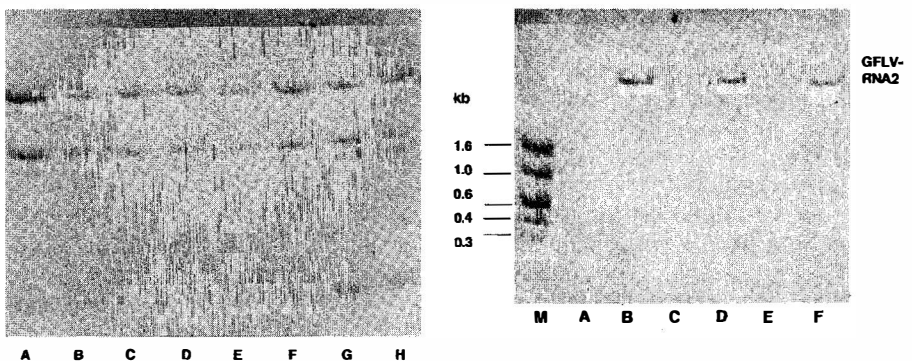 A B C D E F G H
kb
1.6
1.0
0.6
0.4
0.3
GFLV-
RNA2
M A B C D E F